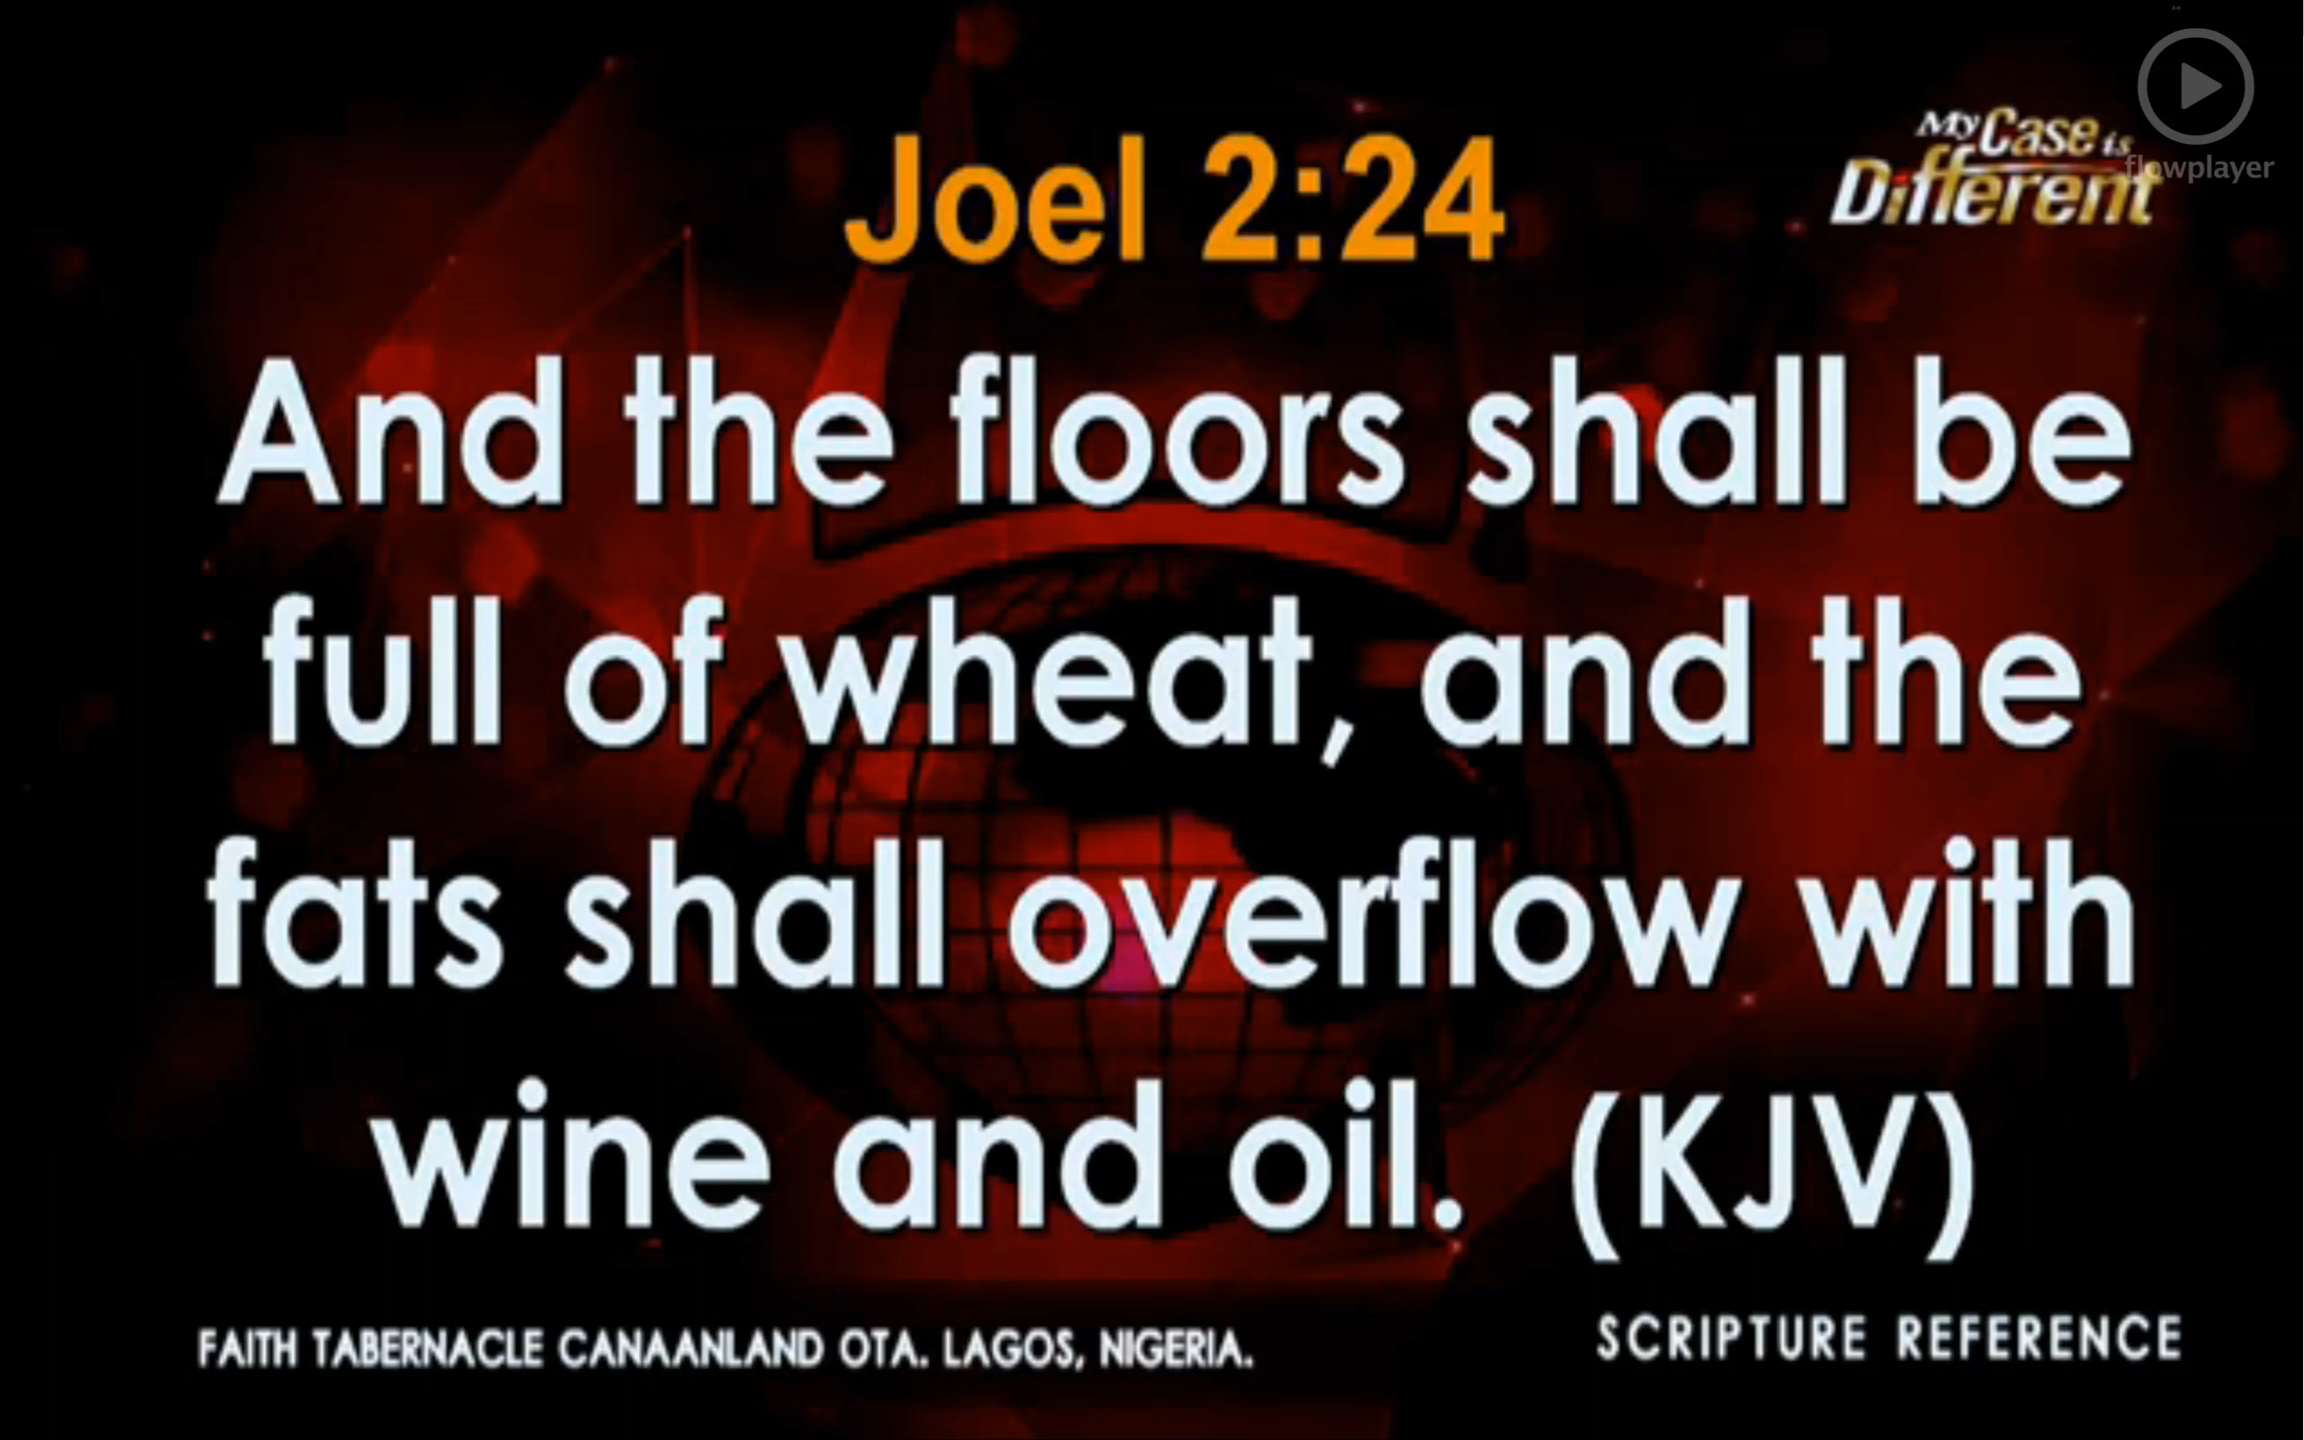 Joel 2:24
My Case is
Different
flowplayer
And the floors shall be
full of wheat, and the
fats shall overflow with
wine and oil. (KJV)
FAITH TABERNACLE CANAANLAND OTA. LAGOS, NIGERIA.
SCRIPTURE REFERENCE